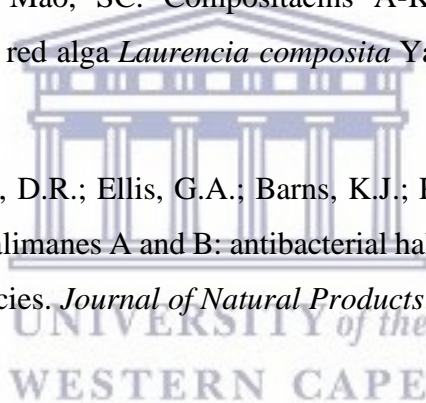 Mao, SC. Compositacins A-K
red alga Laurencia composita Ya
, D.R.; Ellis, G.A.; Barns, K.J.;
alimanes A and B: antibacterial hal
cies. Journal of Natural Products
UNIVERSITY of the
WESTERN CAPE